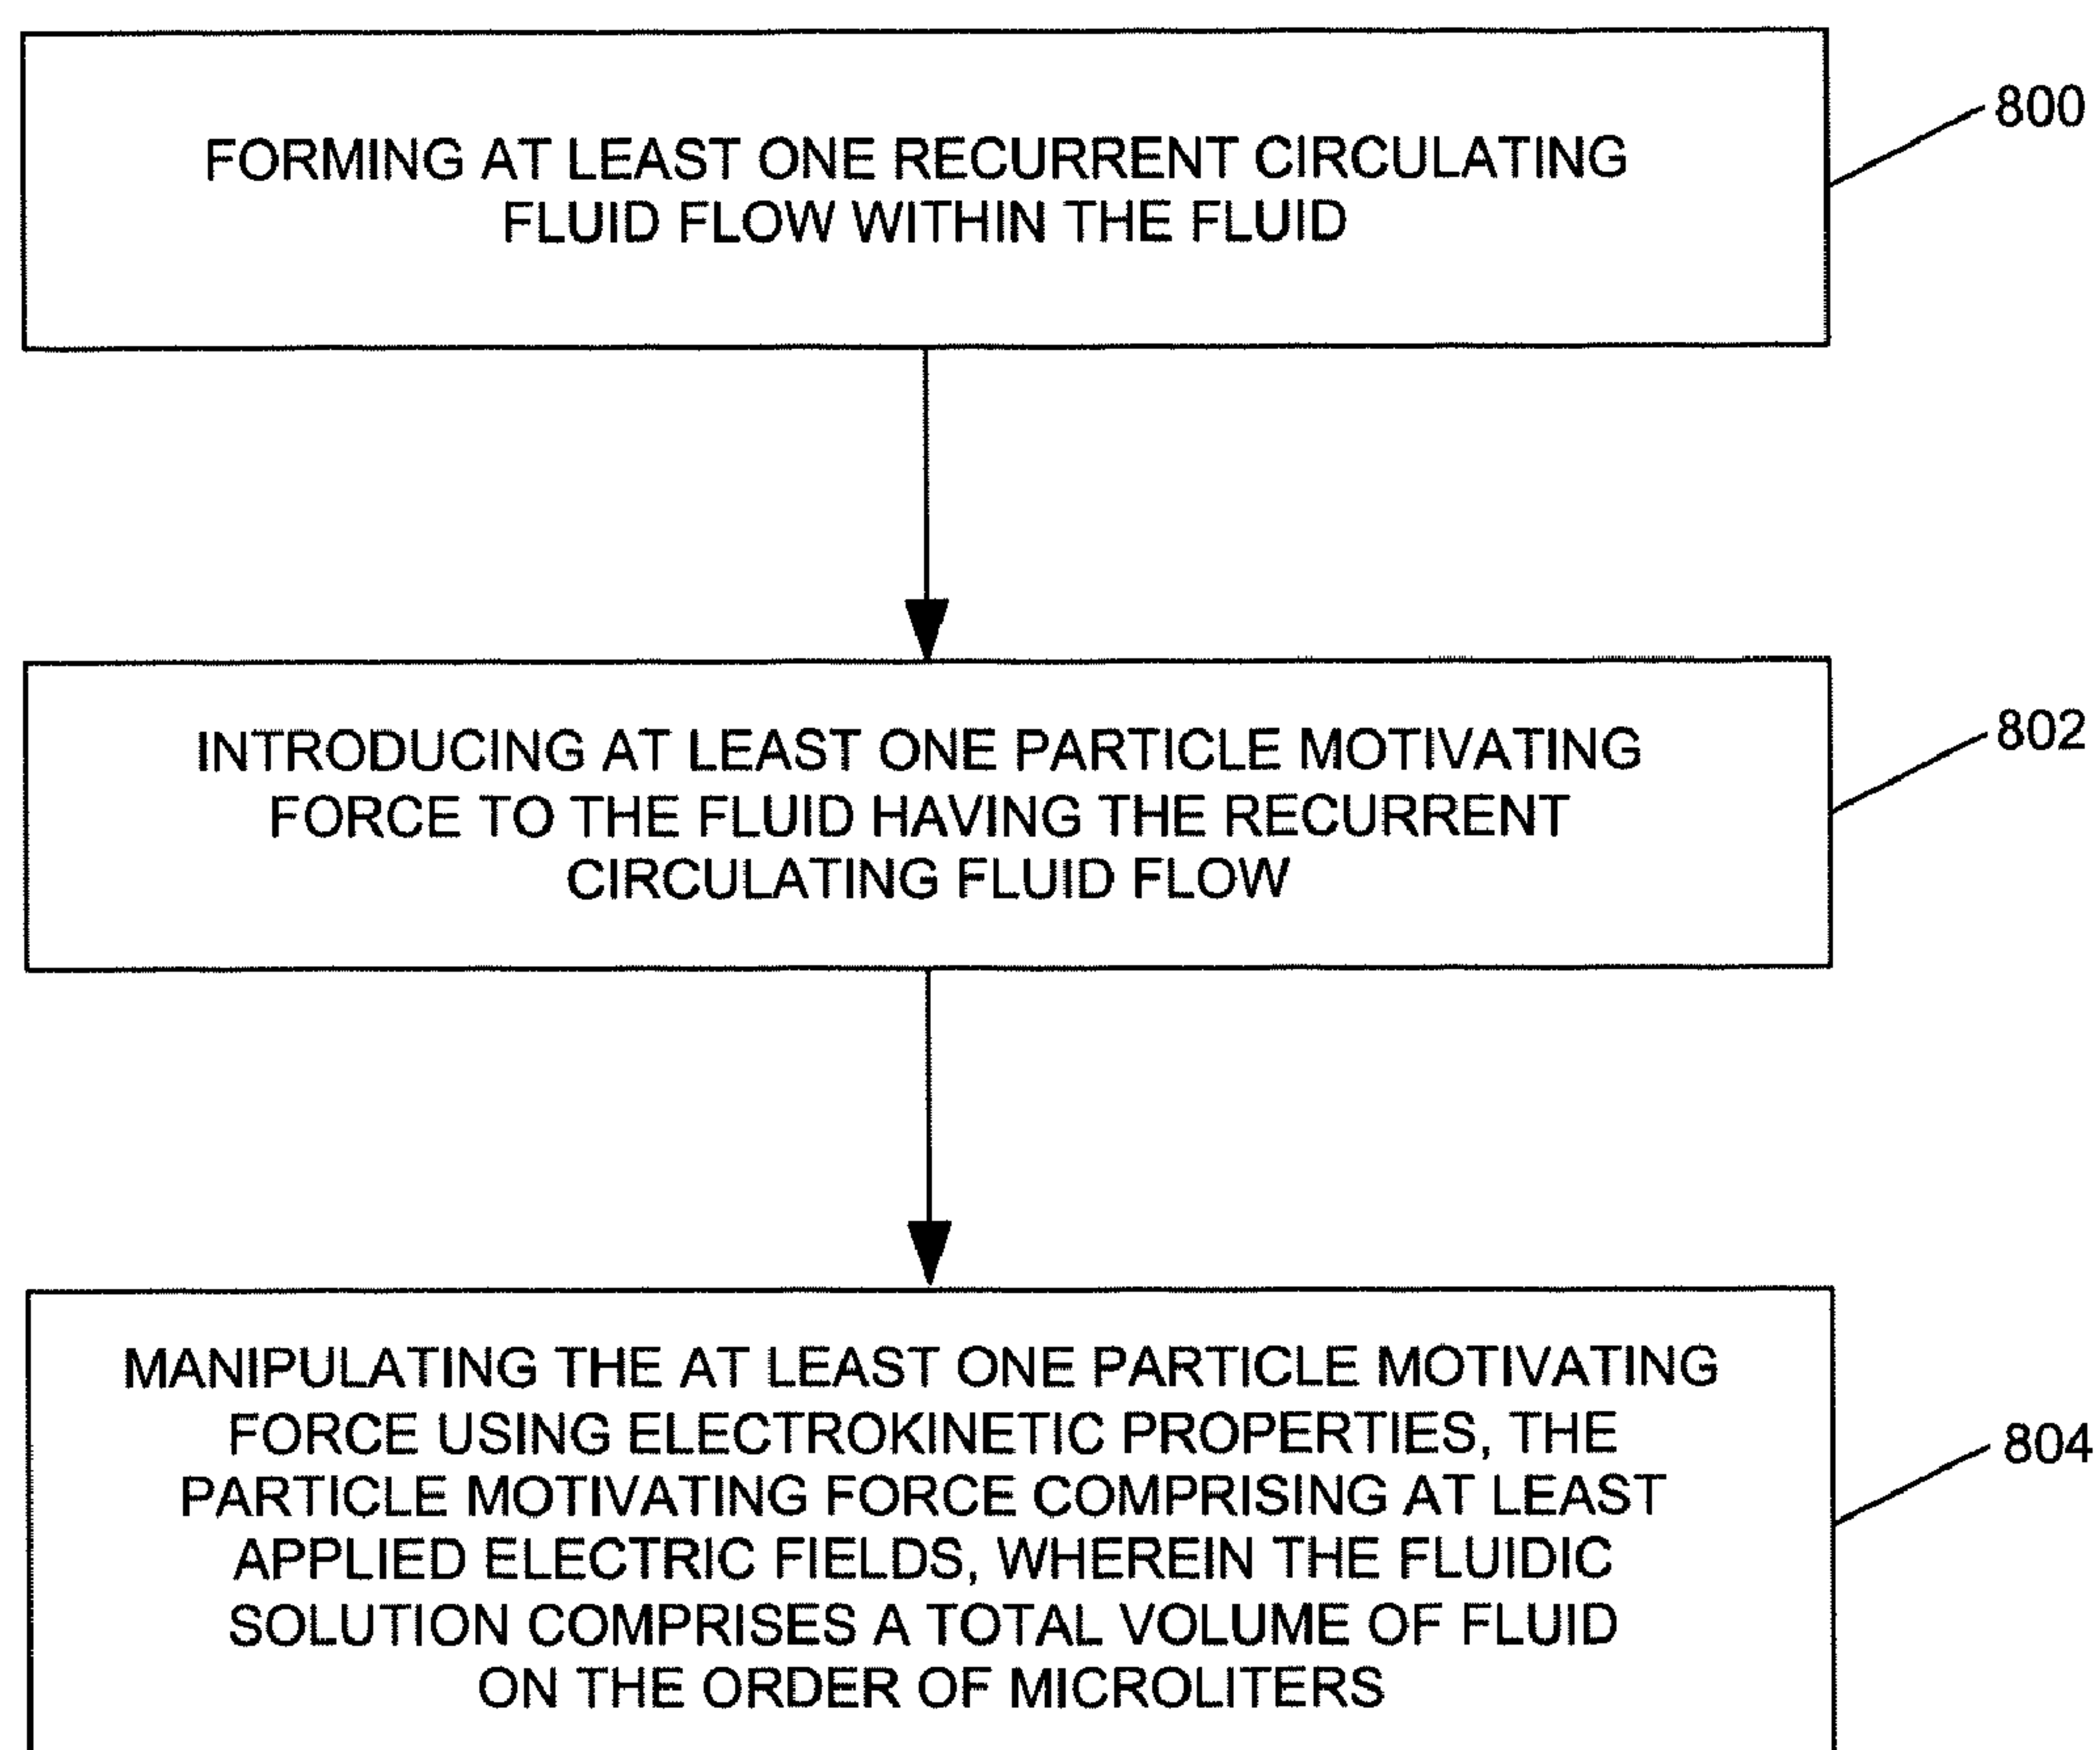 FORMING AT LEAST ONE RECURRENT CIRCULATING
FLUID FLOW WITHIN THE FLUID
800
INTRODUCING AT LEAST ONE PARTICLE MOTIVATING
FORCE TO THE FLUID HAVING THE RECURRENT
CIRCULATING FLUID FLOW
802
MANIPULATING THE AT LEAST ONE PARTICLE MOTIVATING
FORCE USING ELECTROKINETIC PROPERTIES, THE
PARTICLE MOTIVATING FORCE COMPRISING AT LEAST
APPLIED ELECTRIC FIELDS, WHEREIN THE FLUIDIC
SOLUTION COMPRISES A TOTAL VOLUME OF FLUID
ON THE ORDER OF MICROLITERS
804